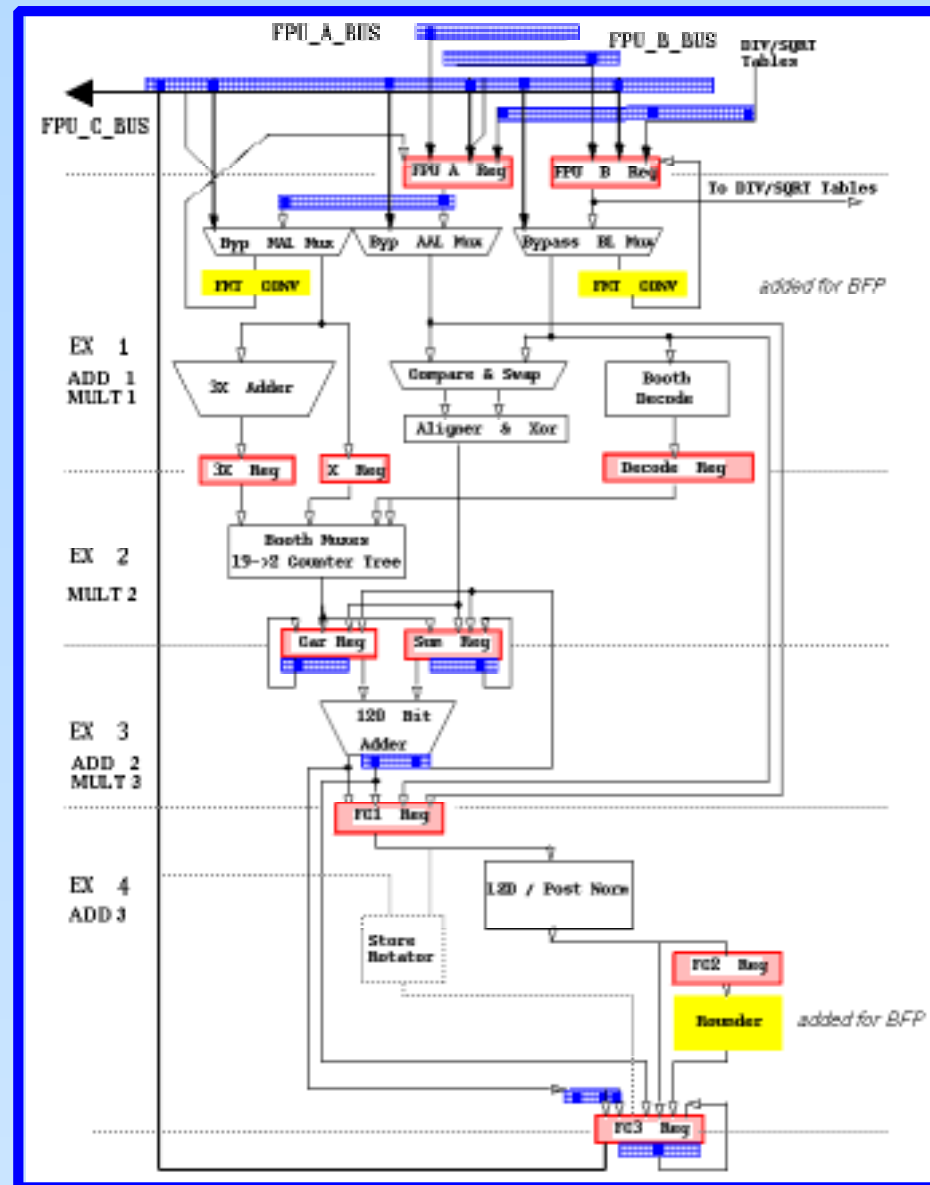 FPU_A_BUS
FPU_B_BUS
DIV/SQRT
Tables
FPU_C_BUS
FPU A Reg
FPU B Reg
To DIV/SQRT Tables
Byp MAL Mux
Byp AAL Mux
Bypass BL Mux
FMT CONV
FMT CONV
added for BFP
EX 1
ADD 1
MULT 1
3X Adder
Compare & Swap
Booth
Decode
Aligner & Xor
3X Reg
X Reg
Decode Reg
EX 2
MULT 2
Booth Muxes
19->2 Counter Tree
Car Reg
Sum Reg
EX 3
ADD 2
MULT 3
120 Bit
Adder
FC1 Reg
EX 4
ADD 3
/ Post Norm
Store
Rotator
FC2 Reg
Rounder
added for BFP
FC3 Reg